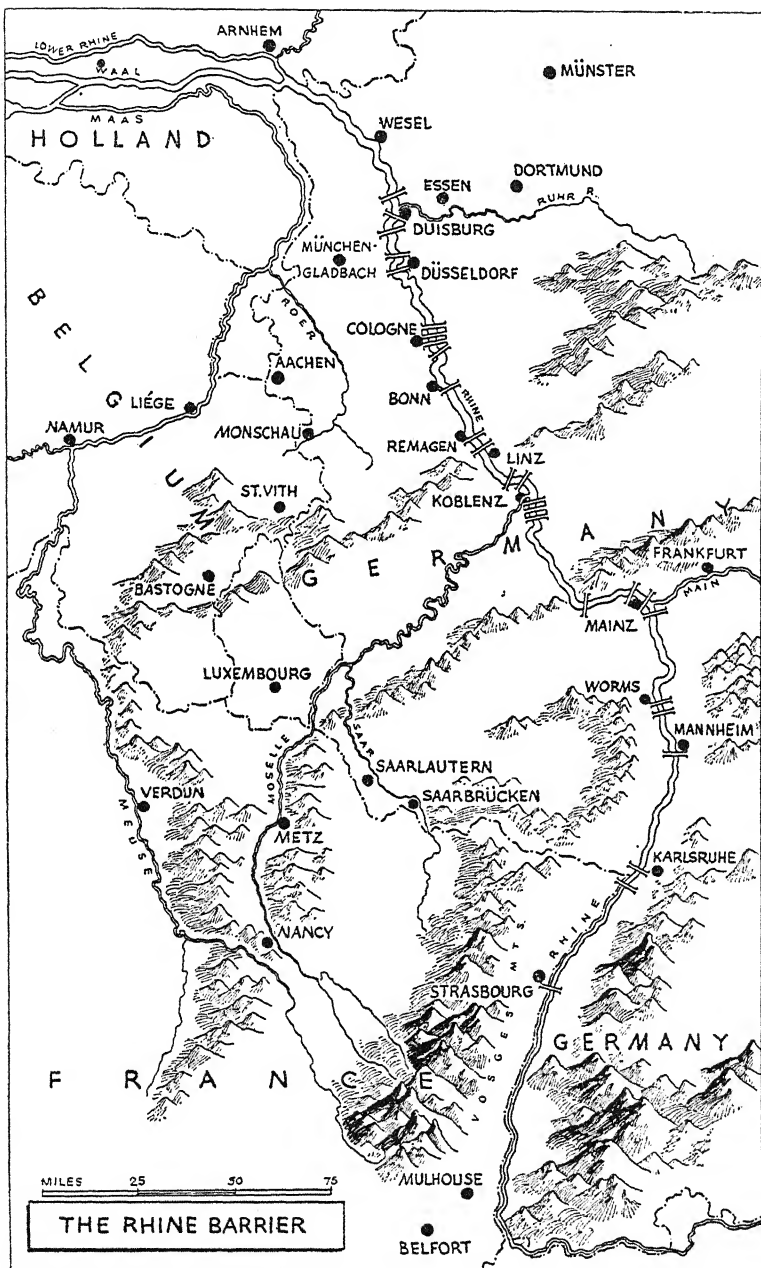 ARNHEM
LOWER RHINE
WAAL
MÜNSTER
MAAS
HOLLAND
WESEL
ESSEN
DORTMUND
RUHR R.
DUISBURG
MÜNCHEN-
GLADBACH
DÜSSELDORF
BELGIUM
ROER
COLOGNE
AACHEN
BONN
RHINE
LIÉGE
NAMUR
MONSCHAU
REMAGEN
LINZ
ST. VITH
KOBLENZ
GERMANY
FRANKFURT
BASTOGNE
MAIN
MAINZ
LUXEMBOURG
WORMS
MOSELLE
SAAR
MANNHEIM
SAARLAUTERN
VERDUN
SAARBRÜCKEN
MEUSE
METZ
KARLSRUHE
NANCY
RHINE
STRASBOURG
VOSGES MTS.
GERMANY
FRANCE
MILES 25 50 75
MULHOUSE
THE RHINE BARRIER
BELFORT